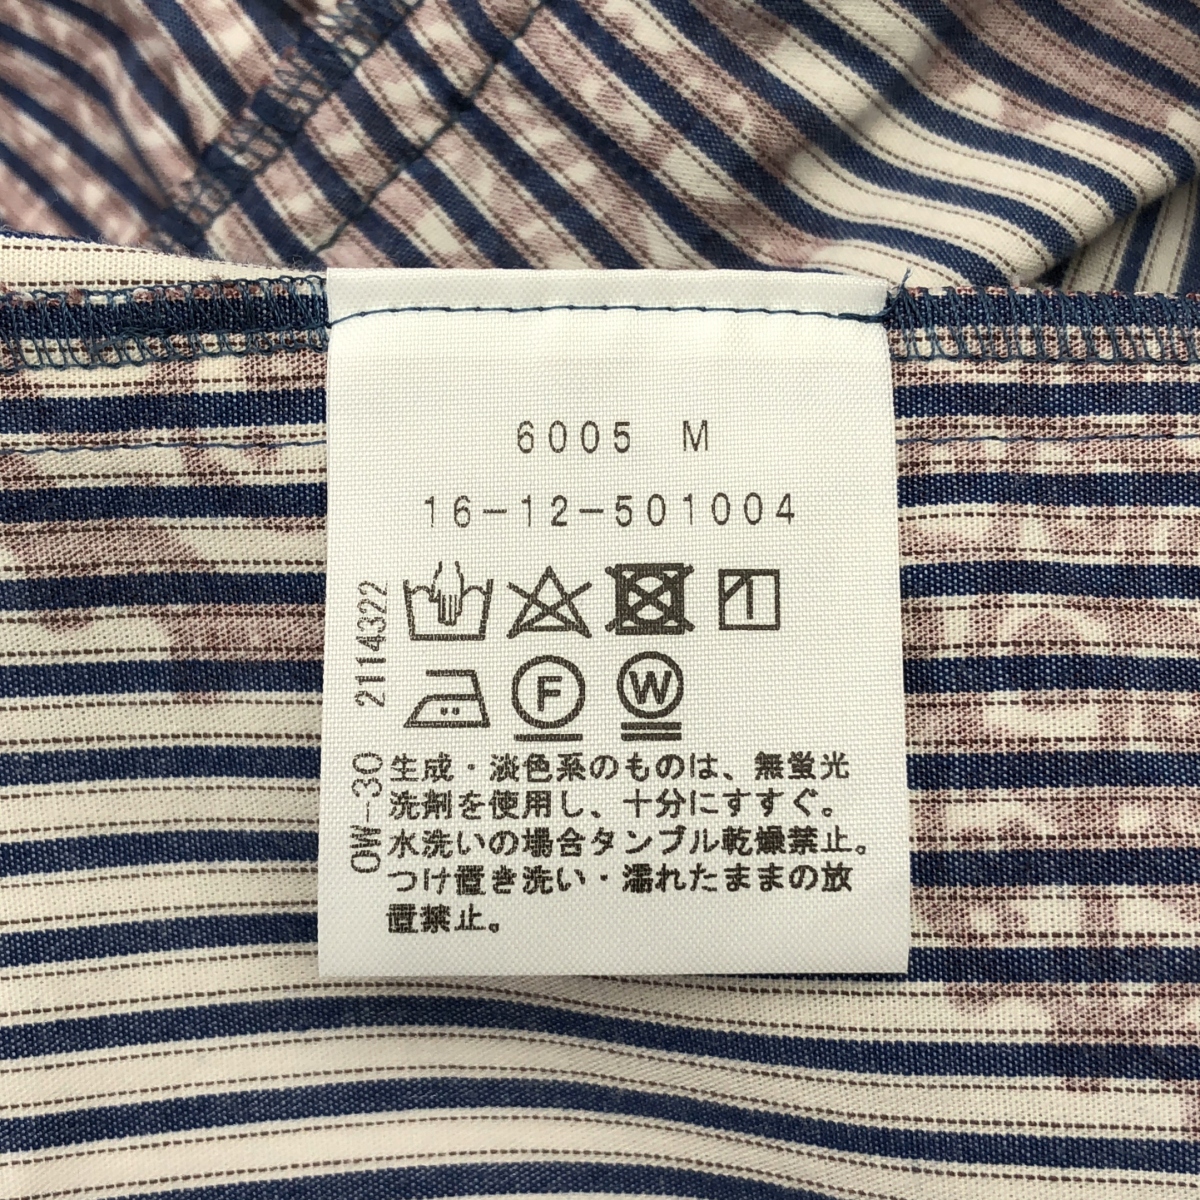 6005 M
16-12-501004
F
W
生成・淡色系のものは、無蛍光
洗剤を使用し、十分にすすぐ。
水洗いの場合タンブル乾燥禁止。
つけ置き洗い・濡れたままの放
置禁止。
OW-30 2114322